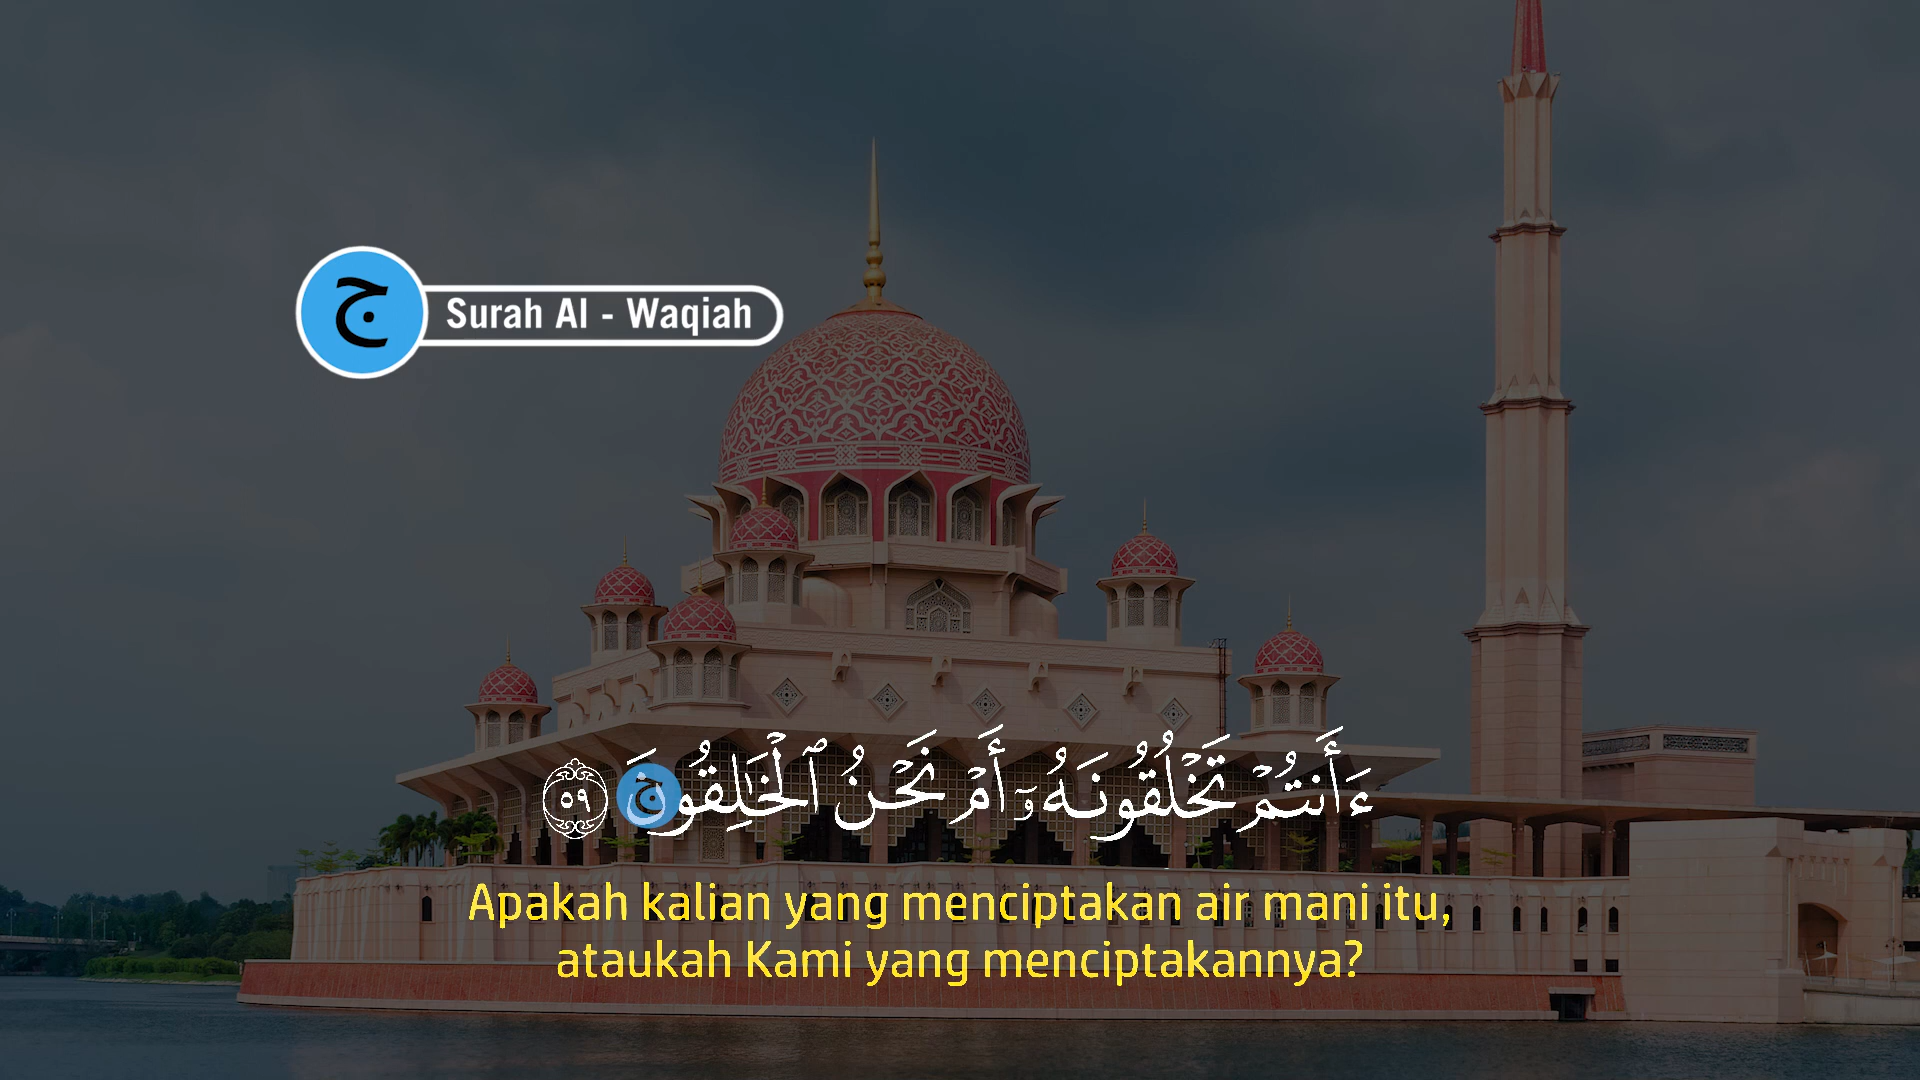 ج
Surah Al - Waqiah
ءَأَنتُمْ تَخْلُقُونَهُۥٓ أَمْ نَحْنُ ٱلْخَٰلِقُونَ ٥٩
ج
Apakah kalian yang menciptakan air mani itu,
ataukah Kami yang menciptakannya?